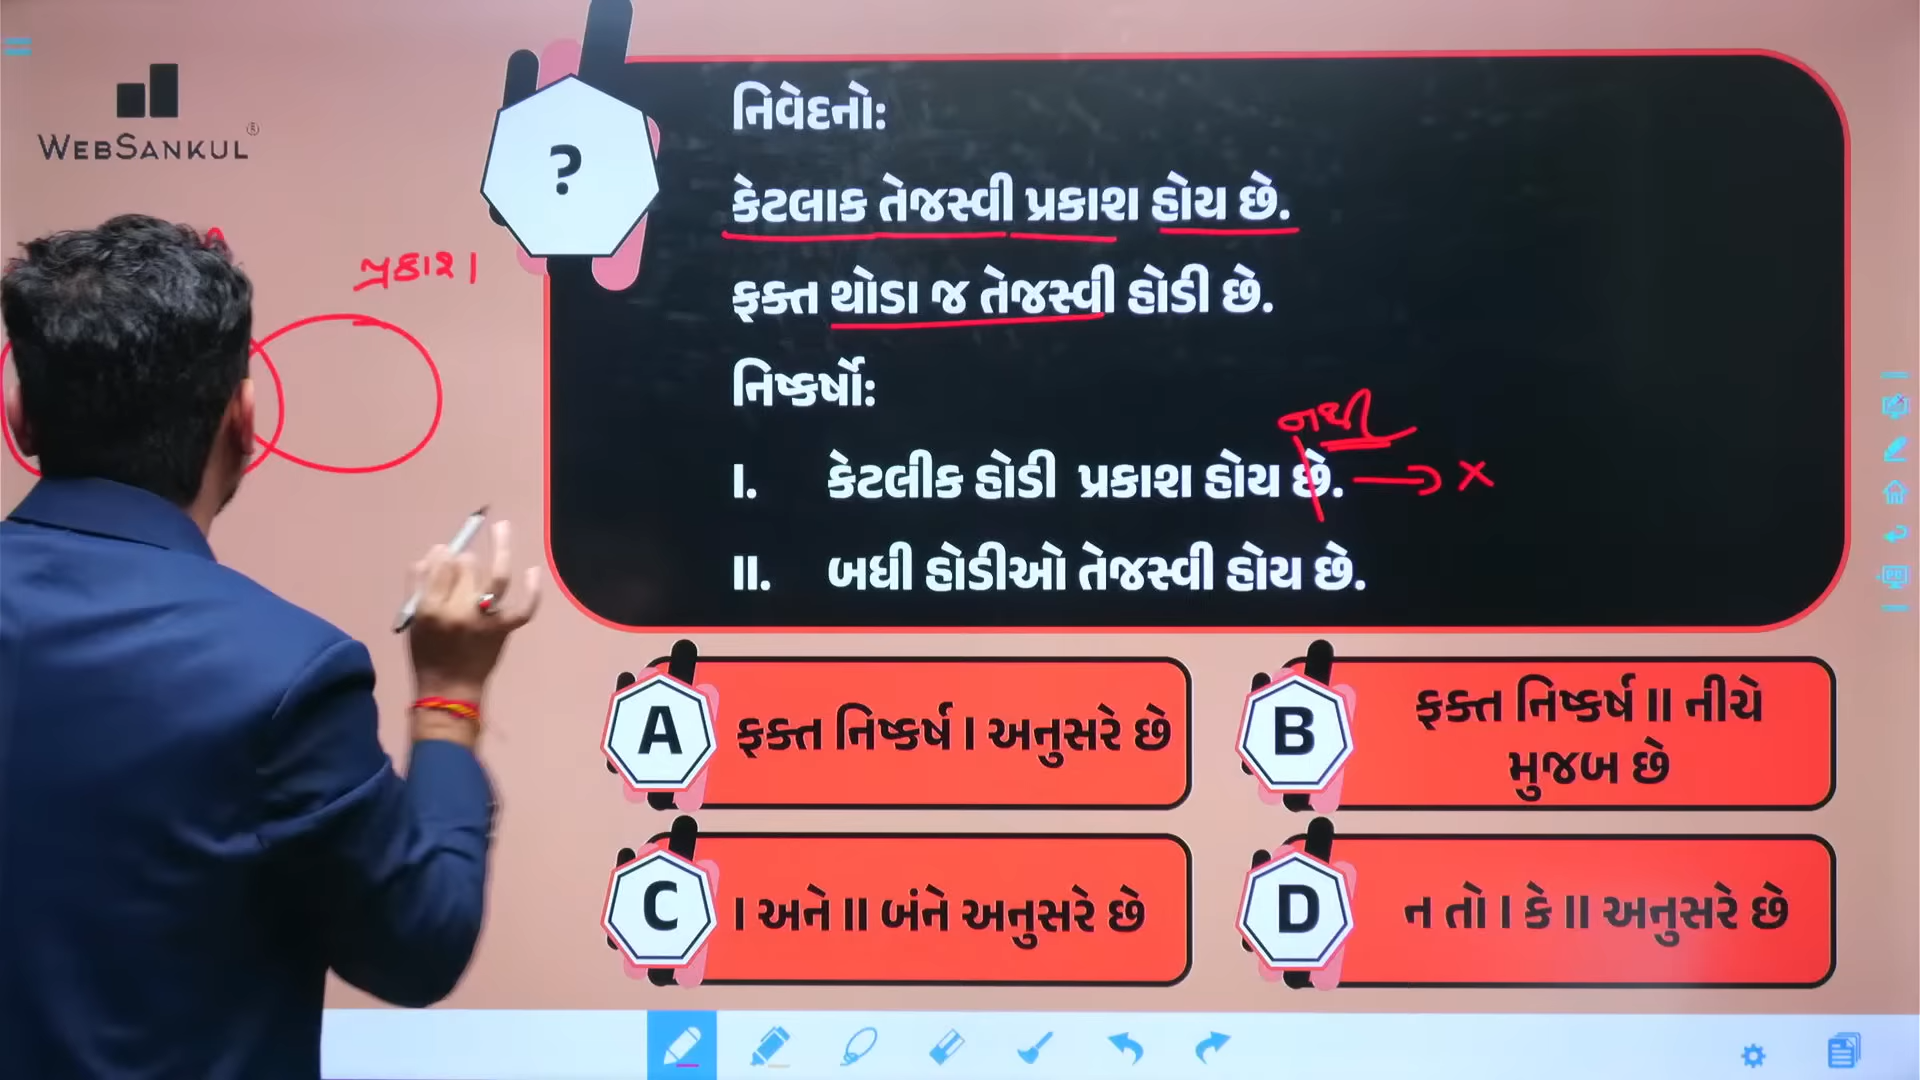 WEBSANKUL
?
નિવેદનો:
કેટલાક તેજસ્વી પ્રકાશ હોય છે.
ફક્ત થોડા જ તેજસ્વી હોડી છે.
પ્રકાશ
નિષ્કર્ષો:
નથી
I. કેટલીક હોડી પ્રકાશ હોય છે. → ×
II. બધી હોડીઓ તેજસ્વી હોય છે.
A ફક્ત નિષ્કર્ષ I અનુસરે છે
B ફક્ત નિષ્કર્ષ II નીચે
મુજબ છે
C I અને II બંને અનુસરે છે
D ન તો I કે II અનુસરે છે